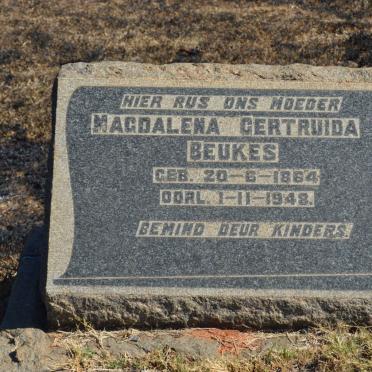 HIER RUS ONS MOEDER
MAGDALENA GERTRUIDA
BEUKES
GEB. 20-6-1864
OORL. 1-11-1948.
BEMIND DEUR KINDERS.